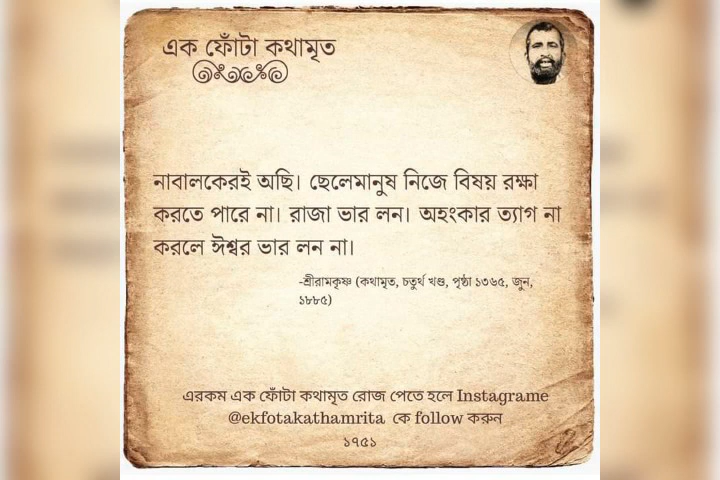 এক ফোঁটা কথামৃত
নাবালকেরই অছি। ছেলেমানুষ নিজে বিষয় রক্ষা
করতে পারে না। রাজা ভার লন। অহংকার ত্যাগ না
করলে ঈশ্বর ভার লন না।
-শ্রীরামকৃষ্ণ (কথামৃত, চতুর্থ খণ্ড, পৃষ্ঠা ১৩৬৫, জুন,
১৮৮৫)
এরকম এক ফোঁটা কথামৃত রোজ পেতে হলে Instagrame
@ekfotakathamrita কে follow করুন
১৭৫১